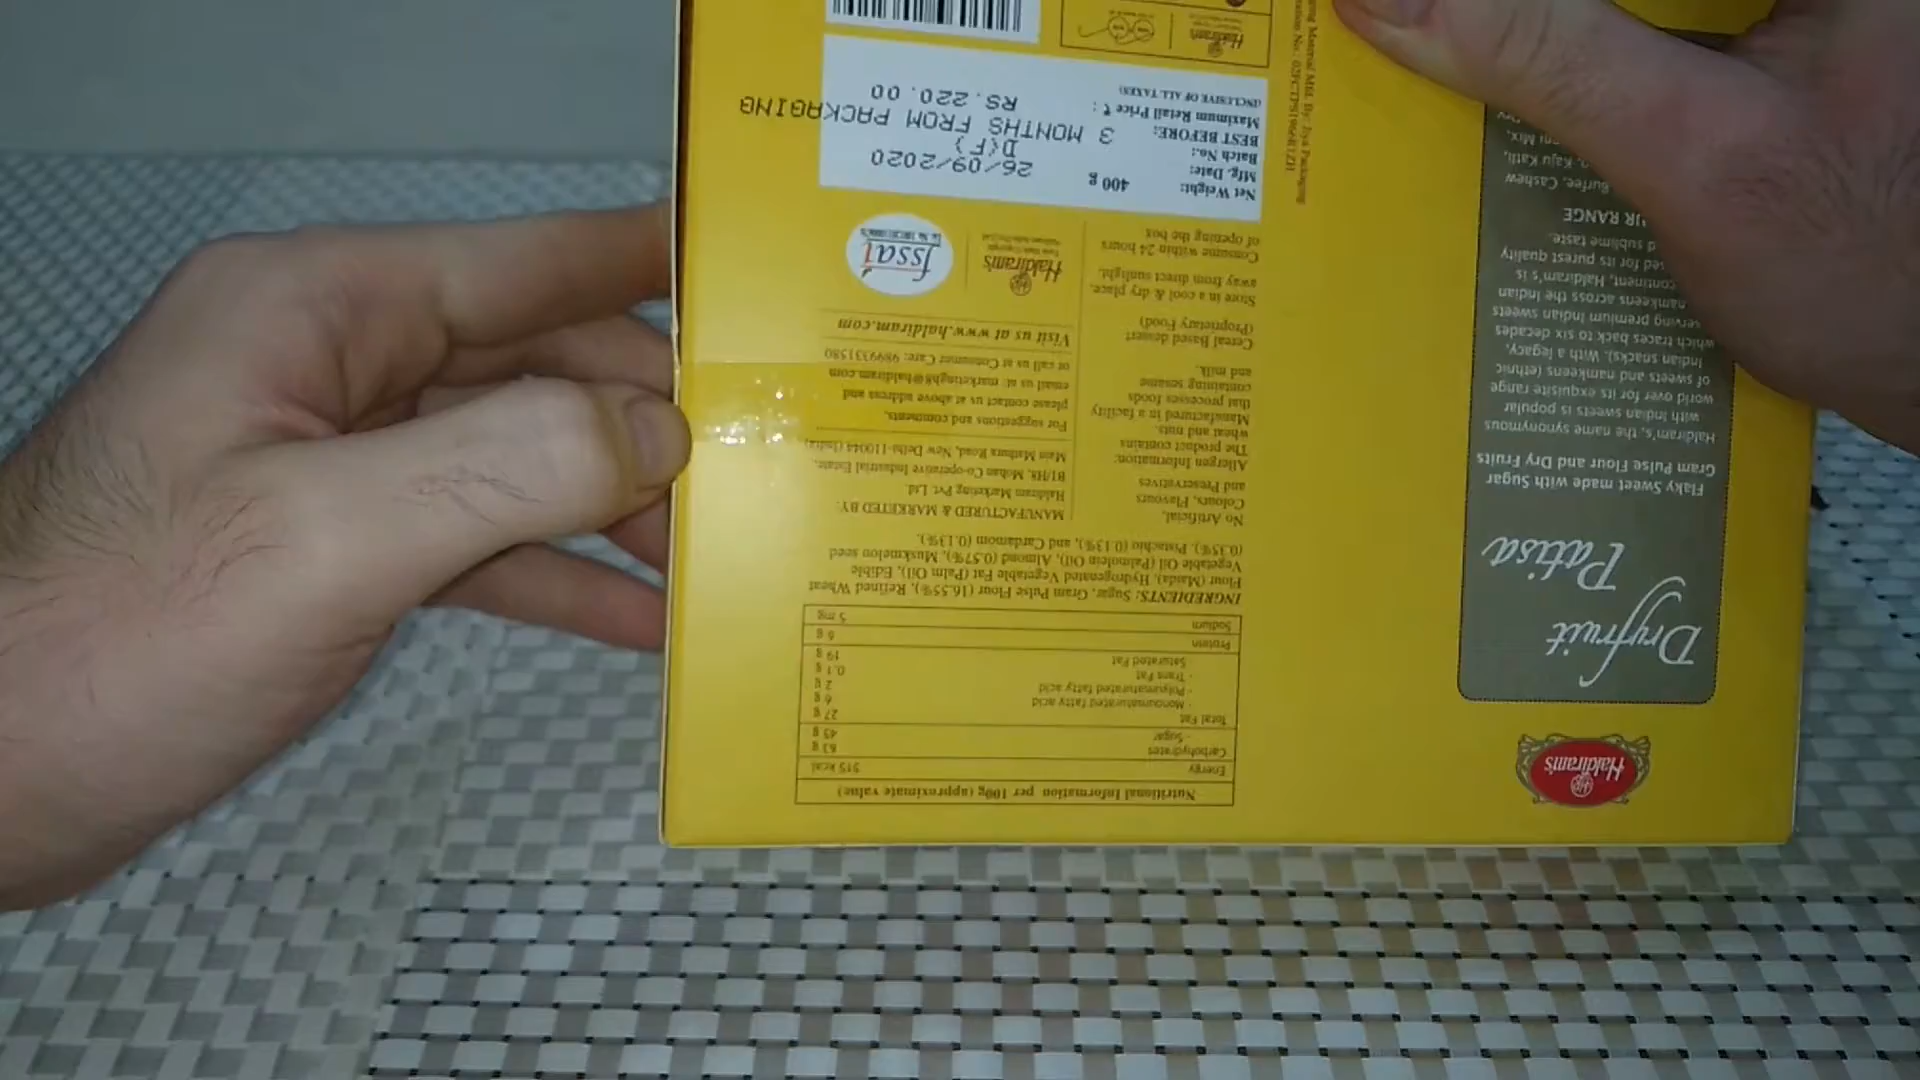 Haldiram's
Dryfruit
Patisa
Flaky Sweet made with Sugar
Gram Pulse Flour and Dry Fruits
Haldiram's, the name synonymous
with Indian sweets is popular
world over for its exquisite range
of sweets and namkeens (ethnic
Indian snacks). With a legacy,
which traces back to six decades
serving premium Indian sweets
namkeens across the Indian
continent, Haldiram's is
for its purest quality
d sublime taste.
UR RANGE
Burfee, Cashew
Kaju Katli,
Mix,
Nutritional Information per 100g (approximate value)
Energy 515 kcal
Carbohydrates 63 g
- Sugar 45 g
Total Fat 27 g
- Monounsaturated fatty acid 6 g
- Polyunsaturated fatty acid 2 g
- Trans Fat 0.1 g
- Saturated Fat 19 g
Protein 6 g
Sodium 5 mg
INGREDIENTS: Sugar, Gram Pulse Flour (16.55%), Refined Wheat
Flour (Maida), Hydrogenated Vegetable Fat (Palm Oil), Edible
Vegetable Oil (Palmolein Oil), Almond (0.57%), Muskmelon seed
(0.35%), Pistachio (0.13%), and Cardamom (0.13%).
No Artificial,
Colours, Flavours
and Preservatives
Allergen Information:
The product contains
wheat and nuts.
Manufactured in a facility
that processes foods
containing sesame
and milk.
Cereal Based dessert
(Proprietary Food)
Store in a cool & dry place,
away from direct sunlight.
Consume within 24 hours
of opening the box
MANUFACTURED & MARKETED BY:
Haldiram Marketing Pvt. Ltd.
B1/H8, Mohan Co-operative Industrial Estate,
Main Mathura Road, New Delhi-110044 (India)
For suggestions and comments,
please contact us at above address and
email us at: marketinghk@haldiram.com
or call us at Consumer Care: 9899331580
Visit us at www.haldiram.com
Haldiram's
fssai
Net Weight: 400 g
Mfg. Date: 26/09/2020
Batch No.: D(F)
BEST BEFORE: 3 MONTHS FROM PACKAGING
Maximum Retail Price ₹ : RS.220.00
(INCLUSIVE OF ALL TAXES)
Haldiram's